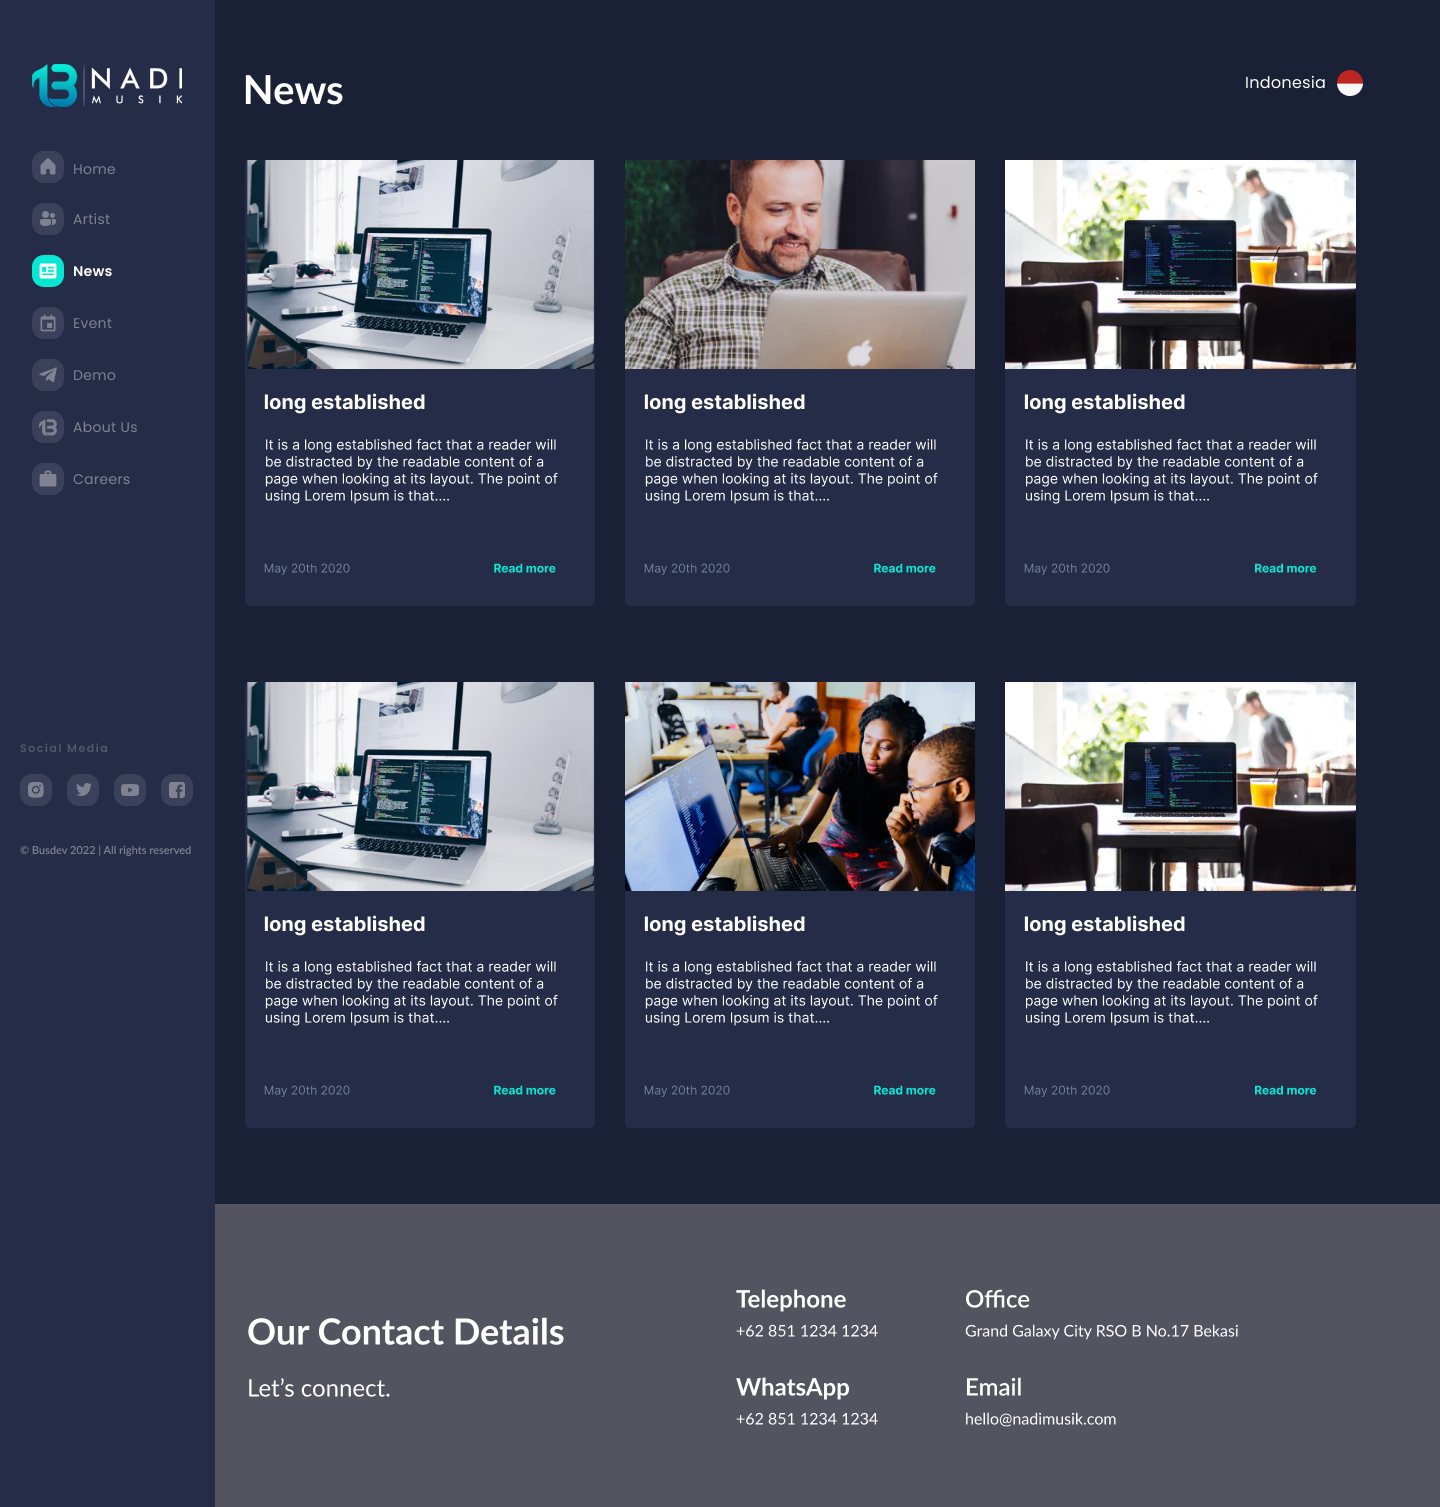 NADI
MUSIK
Home
Artist
News
Event
Demo
About Us
Careers
Social Media
© Busdev 2022 | All rights reserved
News
Indonesia
long established
It is a long established fact that a reader will
be distracted by the readable content of a
page when looking at its layout. The point of
using Lorem Ipsum is that....
May 20th 2020
Read more
long established
It is a long established fact that a reader will
be distracted by the readable content of a
page when looking at its layout. The point of
using Lorem Ipsum is that....
May 20th 2020
Read more
long established
It is a long established fact that a reader will
be distracted by the readable content of a
page when looking at its layout. The point of
using Lorem Ipsum is that....
May 20th 2020
Read more
long established
It is a long established fact that a reader will
be distracted by the readable content of a
page when looking at its layout. The point of
using Lorem Ipsum is that....
May 20th 2020
Read more
long established
It is a long established fact that a reader will
be distracted by the readable content of a
page when looking at its layout. The point of
using Lorem Ipsum is that....
May 20th 2020
Read more
long established
It is a long established fact that a reader will
be distracted by the readable content of a
page when looking at its layout. The point of
using Lorem Ipsum is that....
May 20th 2020
Read more
Our Contact Details
Let's connect.
Telephone
+62 851 1234 1234
WhatsApp
+62 851 1234 1234
Office
Grand Galaxy City RSO B No.17 Bekasi
Email
hello@nadimusik.com